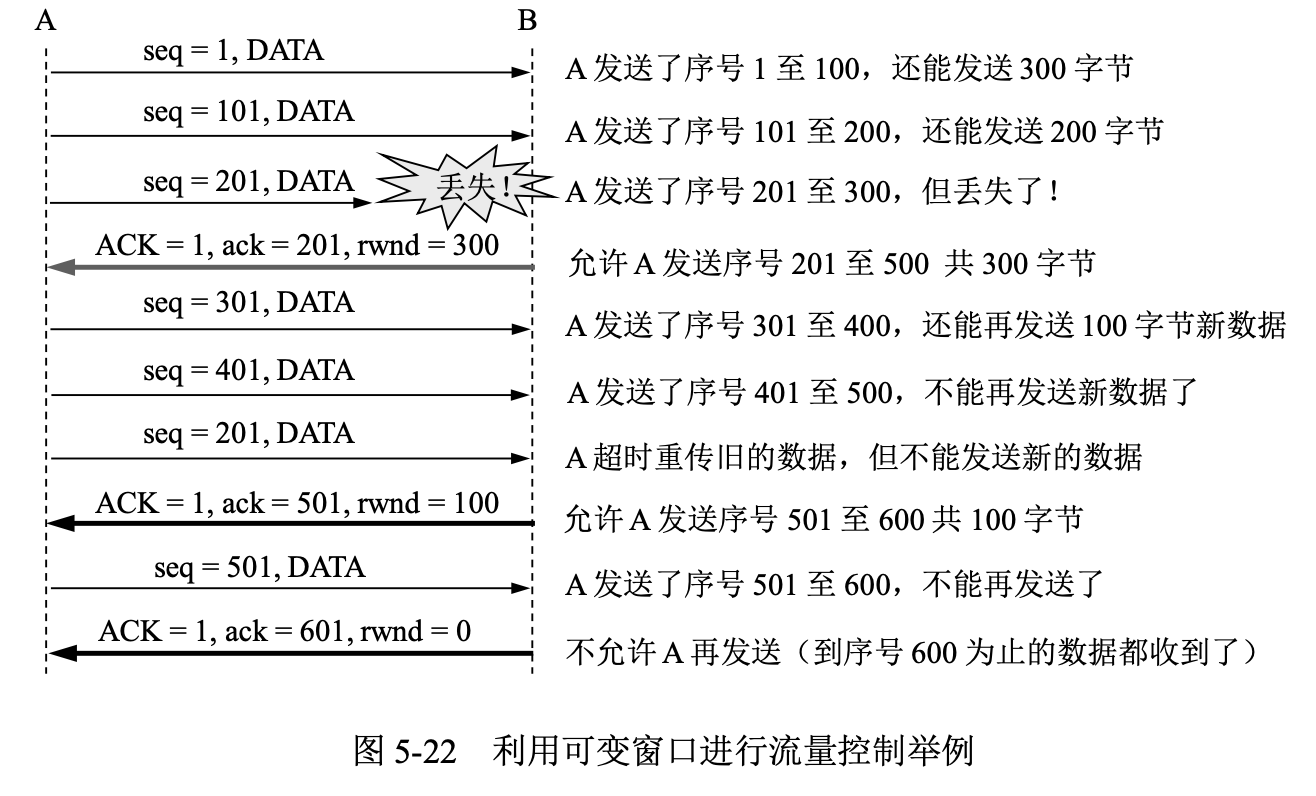 A B
seq = 1, DATA
A 发送了序号 1 至 100，还能发送 300 字节
seq = 101, DATA
A 发送了序号 101 至 200，还能发送 200 字节
seq = 201, DATA
丢失！
A 发送了序号 201 至 300，但丢失了！
ACK = 1, ack = 201, rwnd = 300
允许 A 发送序号 201 至 500 共 300 字节
seq = 301, DATA
A 发送了序号 301 至 400，还能再发送 100 字节新数据
seq = 401, DATA
A 发送了序号 401 至 500，不能再发送新数据了
seq = 201, DATA
A 超时重传旧的数据，但不能发送新的数据
ACK = 1, ack = 501, rwnd = 100
允许 A 发送序号 501 至 600 共 100 字节
seq = 501, DATA
A 发送了序号 501 至 600，不能再发送了
ACK = 1, ack = 601, rwnd = 0
不允许 A 再发送（到序号 600 为止的数据都收到了）
图 5-22 利用可变窗口进行流量控制举例